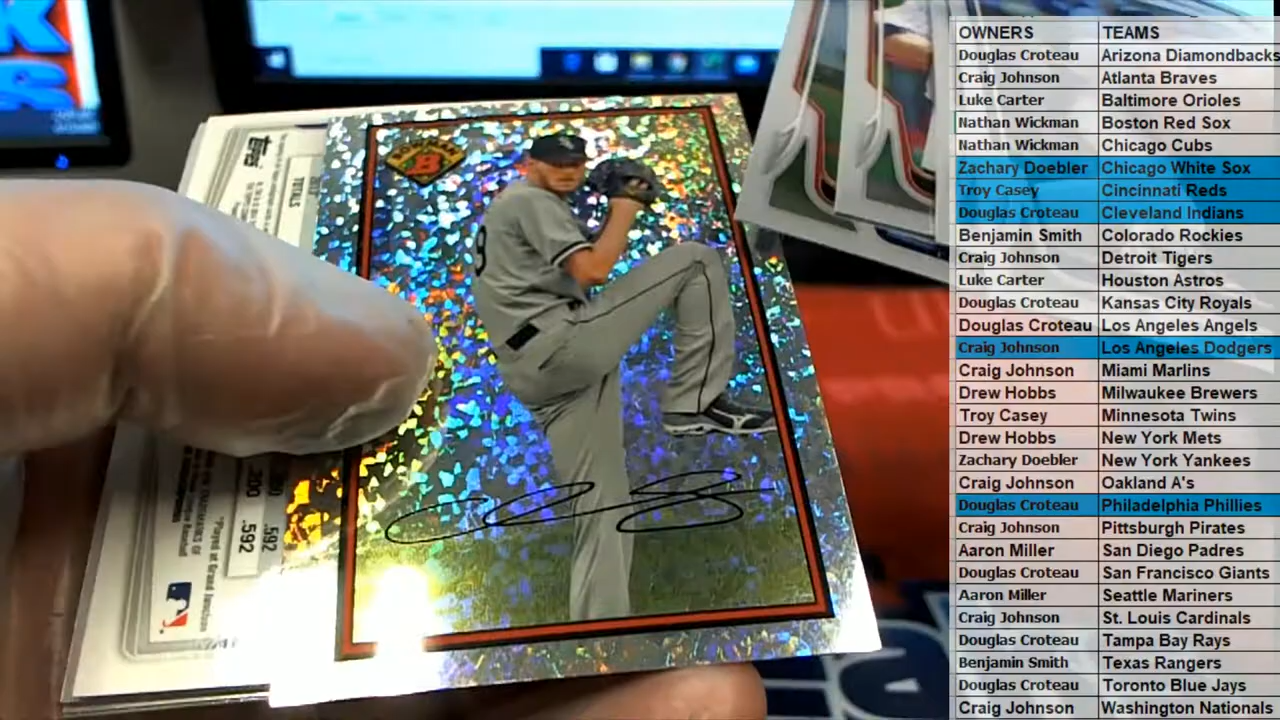 K
S
BOWMAN
B
topps
TOTALS
.592
.200 .592
*Played at Grand Junction
OWNERS TEAMS
Douglas Croteau Arizona Diamondbacks
Craig Johnson Atlanta Braves
Luke Carter Baltimore Orioles
Nathan Wickman Boston Red Sox
Nathan Wickman Chicago Cubs
Zachary Doebler Chicago White Sox
Troy Casey Cincinnati Reds
Douglas Croteau Cleveland Indians
Benjamin Smith Colorado Rockies
Craig Johnson Detroit Tigers
Luke Carter Houston Astros
Douglas Croteau Kansas City Royals
Douglas Croteau Los Angeles Angels
Craig Johnson Los Angeles Dodgers
Craig Johnson Miami Marlins
Drew Hobbs Milwaukee Brewers
Troy Casey Minnesota Twins
Drew Hobbs New York Mets
Zachary Doebler New York Yankees
Craig Johnson Oakland A's
Douglas Croteau Philadelphia Phillies
Craig Johnson Pittsburgh Pirates
Aaron Miller San Diego Padres
Douglas Croteau San Francisco Giants
Aaron Miller Seattle Mariners
Craig Johnson St. Louis Cardinals
Douglas Croteau Tampa Bay Rays
Benjamin Smith Texas Rangers
Douglas Croteau Toronto Blue Jays
Craig Johnson Washington Nationals